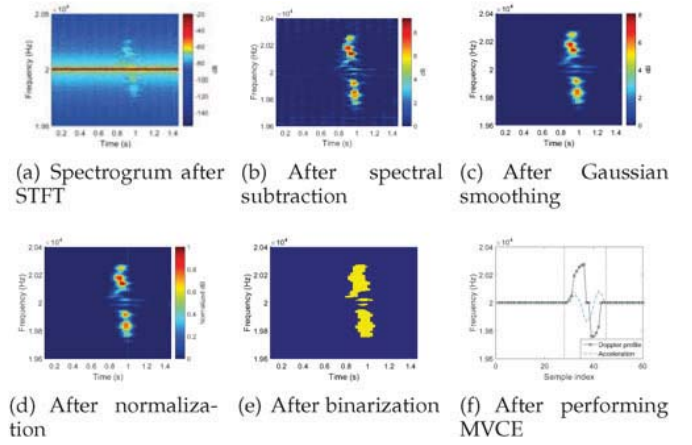 ×10⁴
2.04
2
1.96
Frequency (Hz)
0.2 0.4 0.6 0.8 1 1.2 1.4
Time (s)
-20
-40
-60
-80
-100
-120
-140
dB
(a) Spectrogrum after
STFT
×10⁴
2.04
2.02
2
1.98
1.96
Frequency (Hz)
0.2 0.4 0.6 0.8 1 1.2 1.4
Time (s)
8
6
4
2
0
dB
(b) After spectral
subtraction
×10⁴
2.04
2.02
2
1.98
1.96
Frequency (Hz)
0.2 0.4 0.6 0.8 1 1.2 1.4
Time (s)
8
6
4
2
0
dB
(c) After Gaussian
smoothing
×10⁴
2.04
2.02
2
1.98
1.96
Frequency (Hz)
0.2 0.4 0.6 0.8 1 1.2 1.4
Time (s)
1
0.8
0.6
0.4
0.2
0
Normalized dB
(d) After normaliza-
tion
×10⁴
2.04
2.02
2
1.98
1.96
Frequency (Hz)
0.2 0.4 0.6 0.8 1 1.2 1.4
Time (s)
(e) After binarization
×10⁴
2.04
2.02
2
1.98
1.96
Frequency (Hz)
Doppler profile
Acceleration
0 20 40 60
Sample index
(f) After performing
MVCE